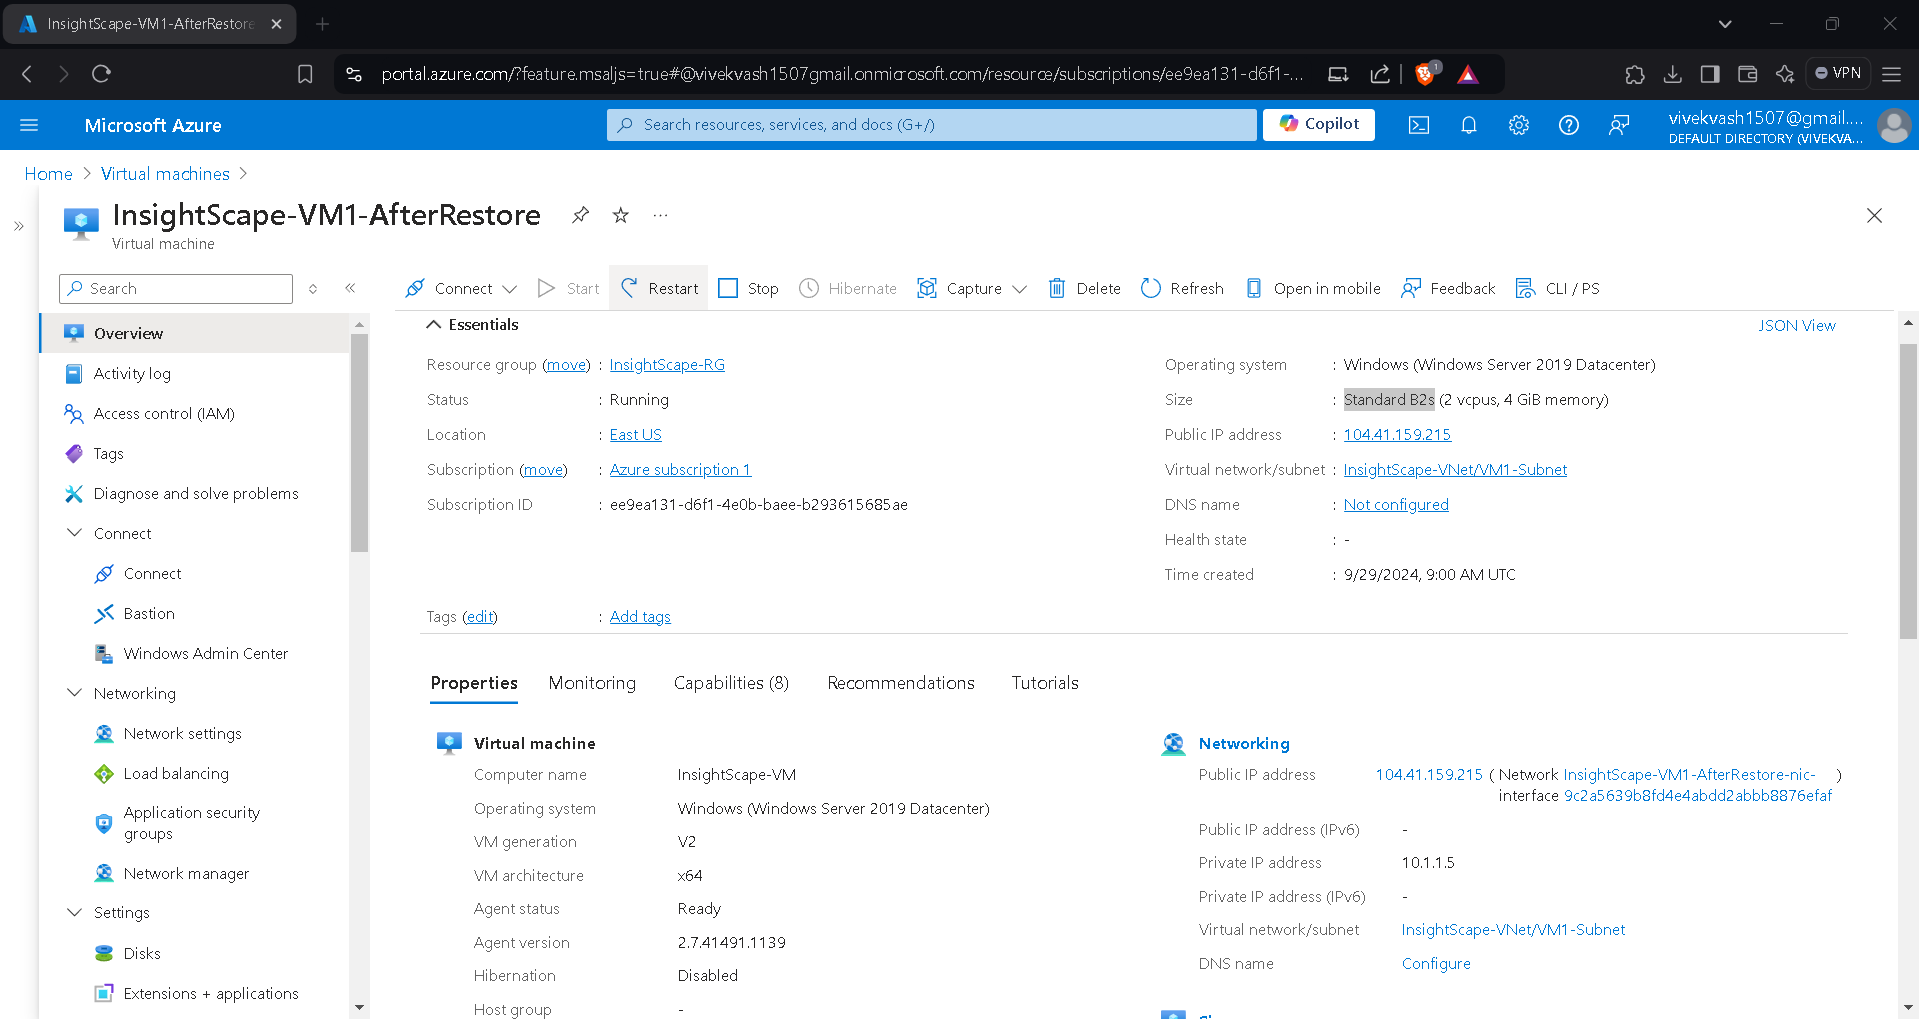 InsightScape-VM1-AfterRestore
portal.azure.com/?feature.msaljs=true#@vivekvash1507gmail.onmicrosoft.com/resource/subscriptions/ee9ea131-d6f1-...
1
VPN
Microsoft Azure
Search resources, services, and docs (G+/)
Copilot
vivekvash1507@gmail....
DEFAULT DIRECTORY (VIVEKVA...
Home > Virtual machines >
InsightScape-VM1-AfterRestore
Virtual machine
Search
Connect
Start
Restart
Stop
Hibernate
Capture
Delete
Refresh
Open in mobile
Feedback
CLI / PS
Overview
Activity log
Access control (IAM)
Tags
Diagnose and solve problems
Connect
Connect
Bastion
Windows Admin Center
Networking
Network settings
Load balancing
Application security
groups
Network manager
Settings
Disks
Extensions + applications
Essentials
JSON View
Resource group (move) : InsightScape-RG
Status : Running
Location : East US
Subscription (move) : Azure subscription 1
Subscription ID : ee9ea131-d6f1-4e0b-baee-b293615685ae
Operating system : Windows (Windows Server 2019 Datacenter)
Size : Standard B2s (2 vcpus, 4 GiB memory)
Public IP address : 104.41.159.215
Virtual network/subnet : InsightScape-VNet/VM1-Subnet
DNS name : Not configured
Health state : -
Time created : 9/29/2024, 9:00 AM UTC
Tags (edit) : Add tags
Properties
Monitoring
Capabilities (8)
Recommendations
Tutorials
Virtual machine
Computer name InsightScape-VM
Operating system Windows (Windows Server 2019 Datacenter)
VM generation V2
VM architecture x64
Agent status Ready
Agent version 2.7.41491.1139
Hibernation Disabled
Host group -
Networking
Public IP address 104.41.159.215 ( Network InsightScape-VM1-AfterRestore-nic- )
interface 9c2a5639b8fd4e4abdd2abbb8876efaf
Public IP address (IPv6) -
Private IP address 10.1.1.5
Private IP address (IPv6) -
Virtual network/subnet InsightScape-VNet/VM1-Subnet
DNS name Configure